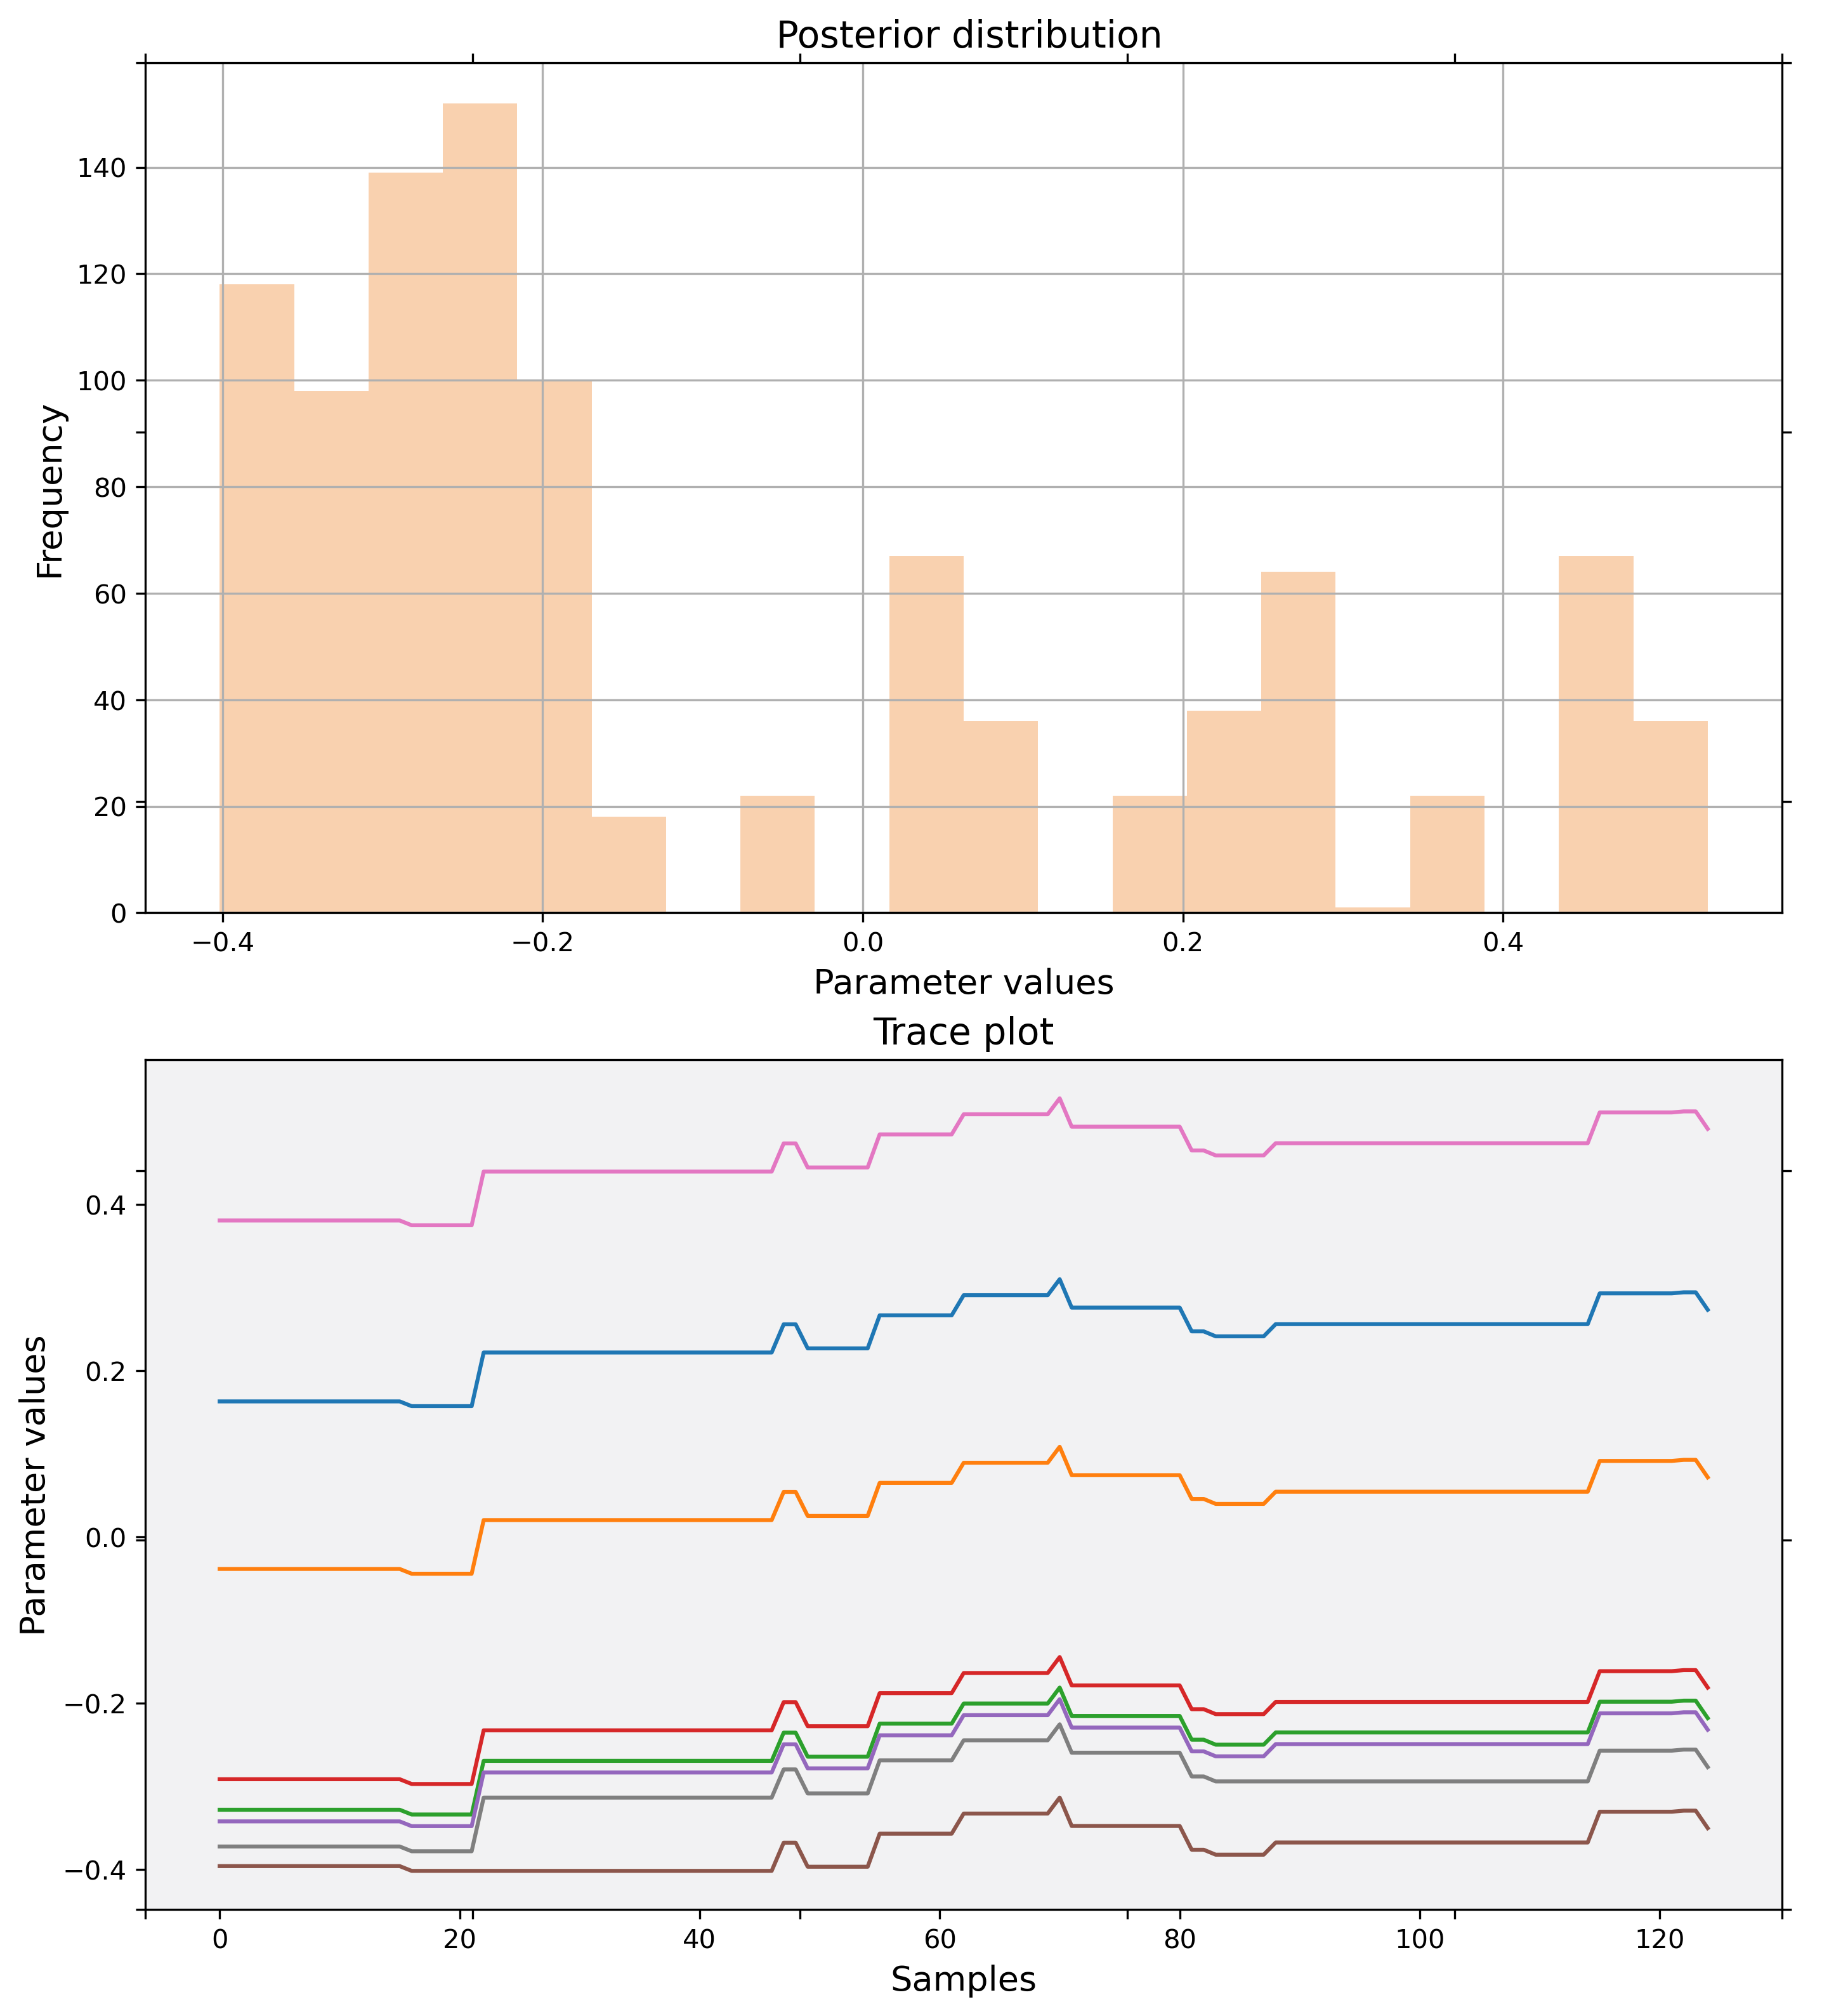 Posterior distribution
140
120
100
80
60
40
20
0
Frequency
−0.4 −0.2 0.0 0.2 0.4
Parameter values
Trace plot
0.4
0.2
0.0
−0.2
−0.4
Parameter values
0 20 40 60 80 100 120
Samples